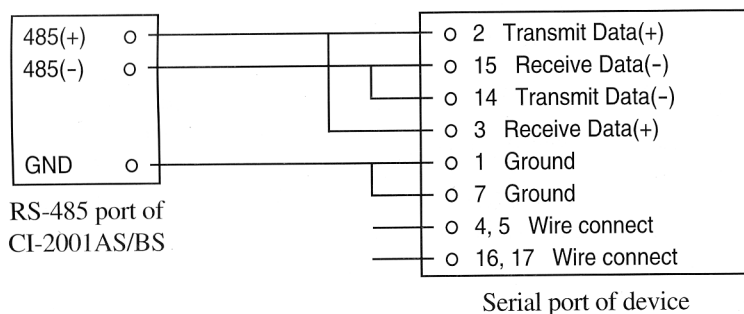 485(+)
485(-)
GND
RS-485 port of
CI-2001AS/BS
2 Transmit Data(+)
15 Receive Data(-)
14 Transmit Data(-)
3 Receive Data(+)
1 Ground
7 Ground
4, 5 Wire connect
16, 17 Wire connect
Serial port of device